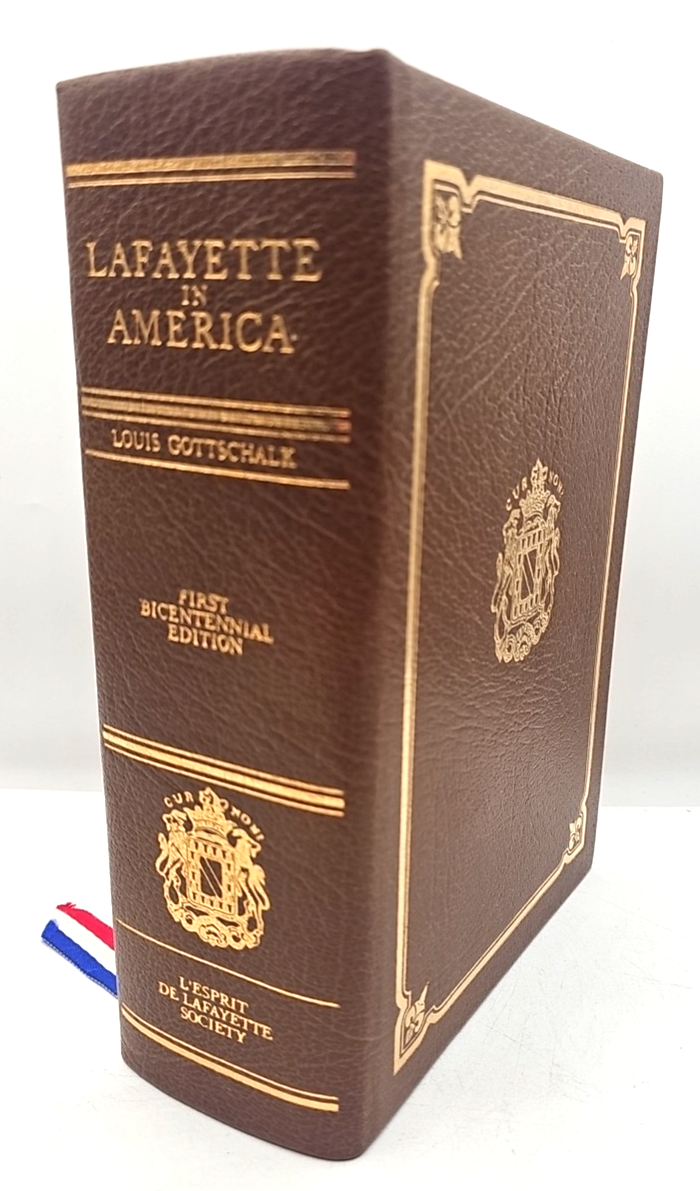 LAFAYETTE
IN
AMERICA
LOUIS GOTTSCHALK
FIRST
BICENTENNIAL
EDITION
CUR NON?
L'ESPRIT
DE LAFAYETTE
SOCIETY
CUR NON?